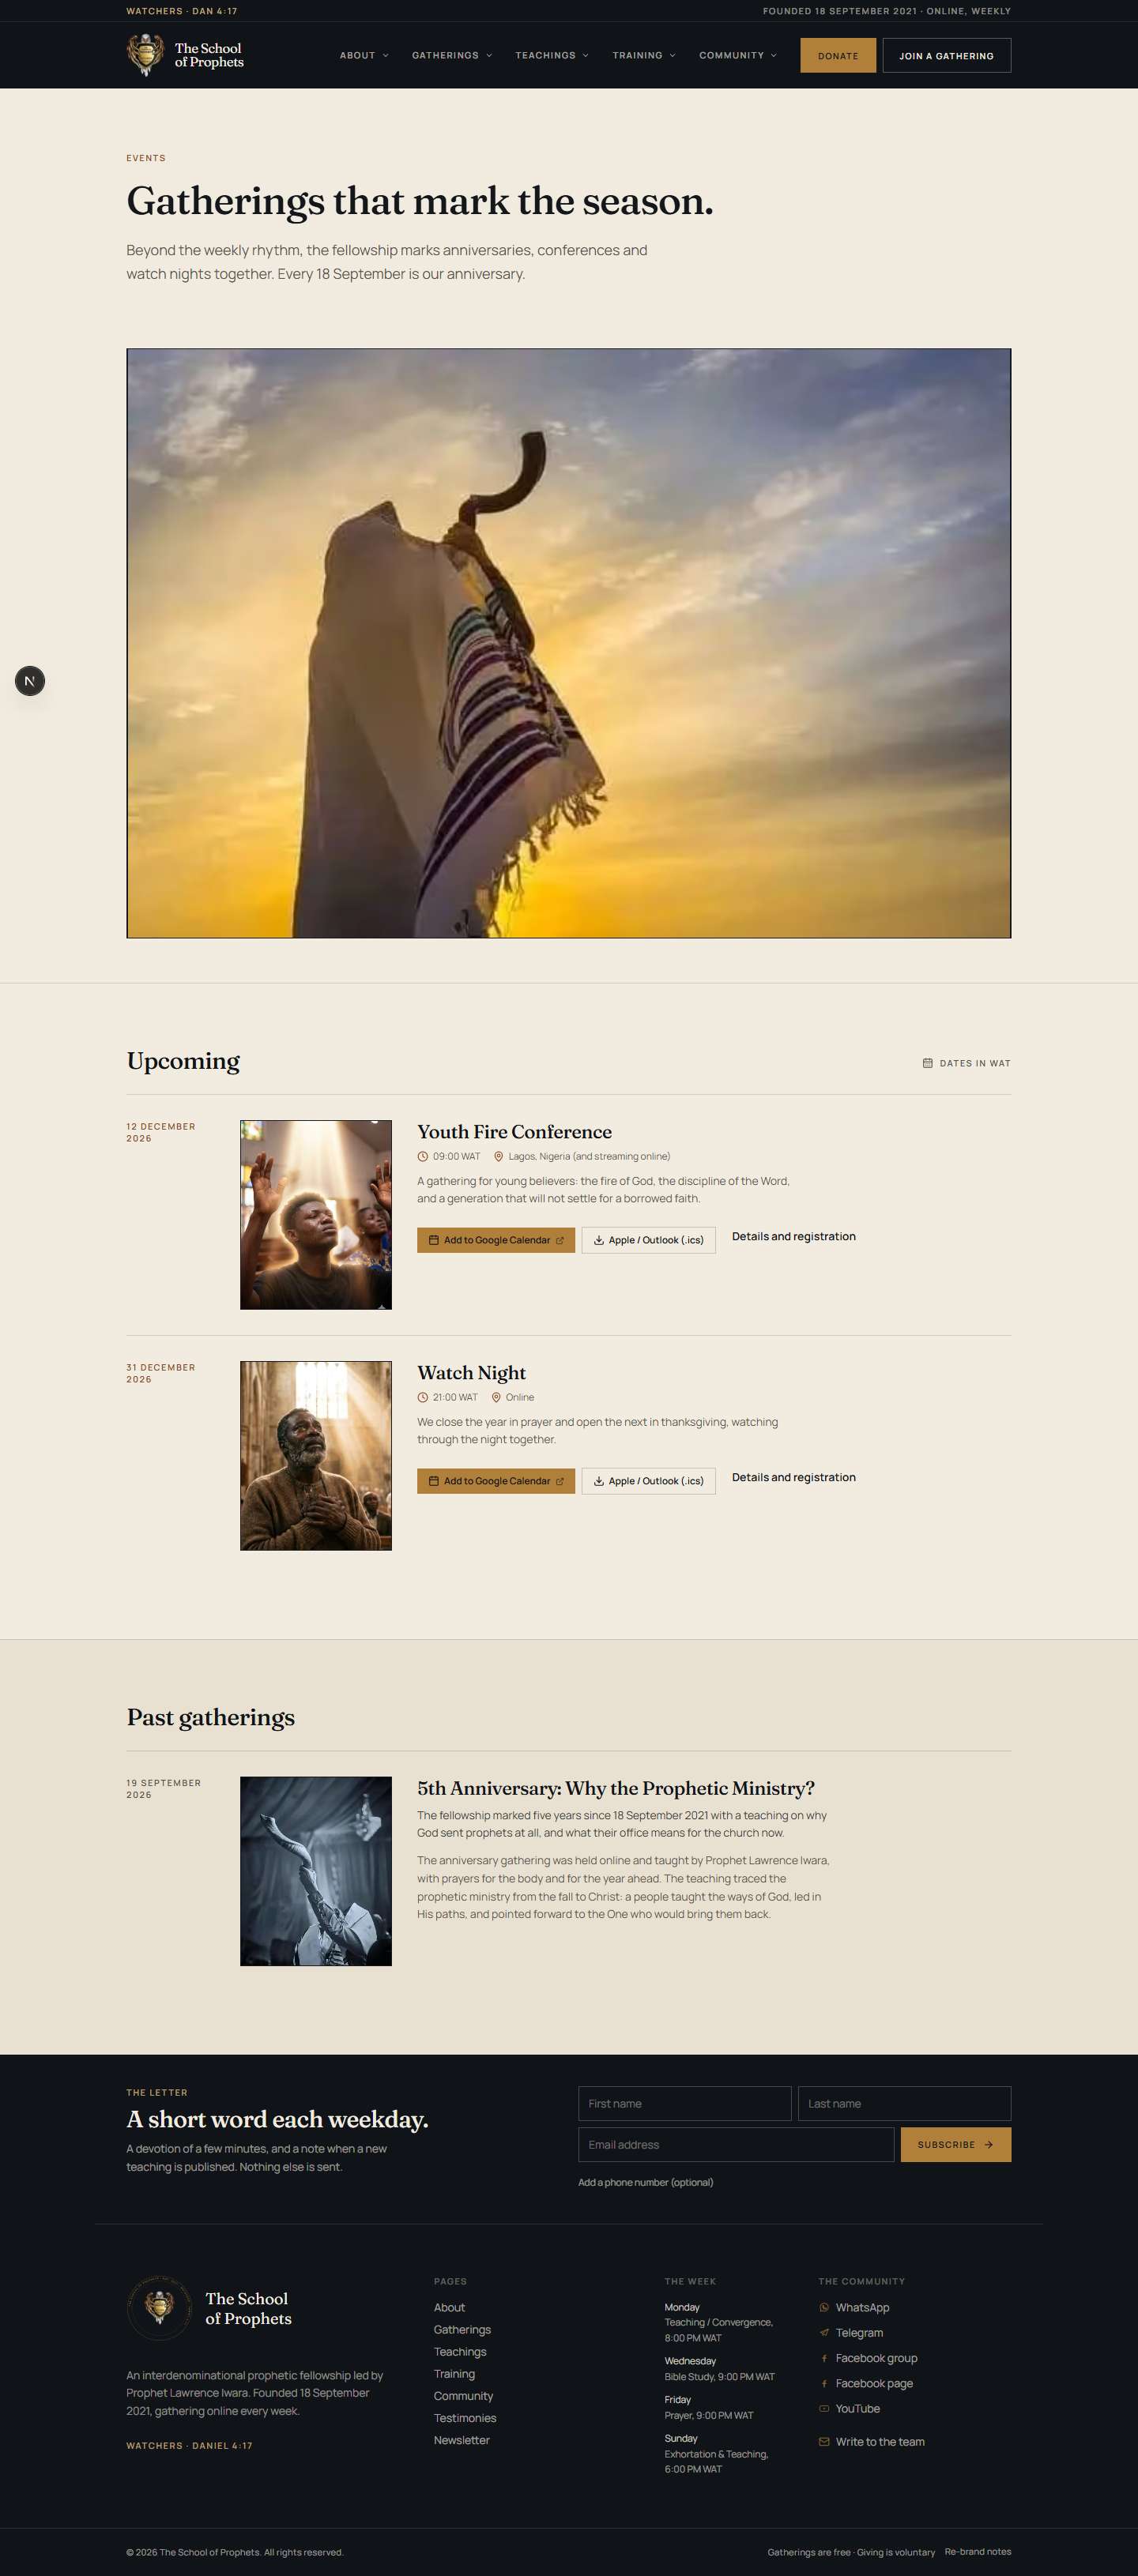 WATCHERS · DAN 4:17
FOUNDED 18 SEPTEMBER 2021 · ONLINE, WEEKLY
The School
of Prophets
ABOUT
GATHERINGS
TEACHINGS
TRAINING
COMMUNITY
DONATE
JOIN A GATHERING
EVENTS
Gatherings that mark the season.
Beyond the weekly rhythm, the fellowship marks anniversaries, conferences and
watch nights together. Every 18 September is our anniversary.
N
Upcoming
DATES IN WAT
12 DECEMBER
2026
Youth Fire Conference
09:00 WAT
Lagos, Nigeria (and streaming online)
A gathering for young believers: the fire of God, the discipline of the Word,
and a generation that will not settle for a borrowed faith.
Add to Google Calendar
Apple / Outlook (.ics)
Details and registration
31 DECEMBER
2026
Watch Night
21:00 WAT
Online
We close the year in prayer and open the next in thanksgiving, watching
through the night together.
Add to Google Calendar
Apple / Outlook (.ics)
Details and registration
Past gatherings
19 SEPTEMBER
2026
5th Anniversary: Why the Prophetic Ministry?
The fellowship marked five years since 18 September 2021 with a teaching on why
God sent prophets at all, and what their office means for the church now.
The anniversary gathering was held online and taught by Prophet Lawrence Iwara,
with prayers for the body and for the year ahead. The teaching traced the
prophetic ministry from the fall to Christ: a people taught the ways of God, led in
His paths, and pointed forward to the One who would bring them back.
THE LETTER
A short word each weekday.
A devotion of a few minutes, and a note when a new
teaching is published. Nothing else is sent.
First name
Last name
Email address
SUBSCRIBE
Add a phone number (optional)
The School
of Prophets
An interdenominational prophetic fellowship led by
Prophet Lawrence Iwara. Founded 18 September
2021, gathering online every week.
WATCHERS · DANIEL 4:17
PAGES
About
Gatherings
Teachings
Training
Community
Testimonies
Newsletter
THE WEEK
Monday
Teaching / Convergence,
8:00 PM WAT
Wednesday
Bible Study, 9:00 PM WAT
Friday
Prayer, 9:00 PM WAT
Sunday
Exhortation & Teaching,
6:00 PM WAT
THE COMMUNITY
WhatsApp
Telegram
Facebook group
Facebook page
YouTube
Write to the team
© 2026 The School of Prophets. All rights reserved.
Gatherings are free · Giving is voluntary
Re-brand notes